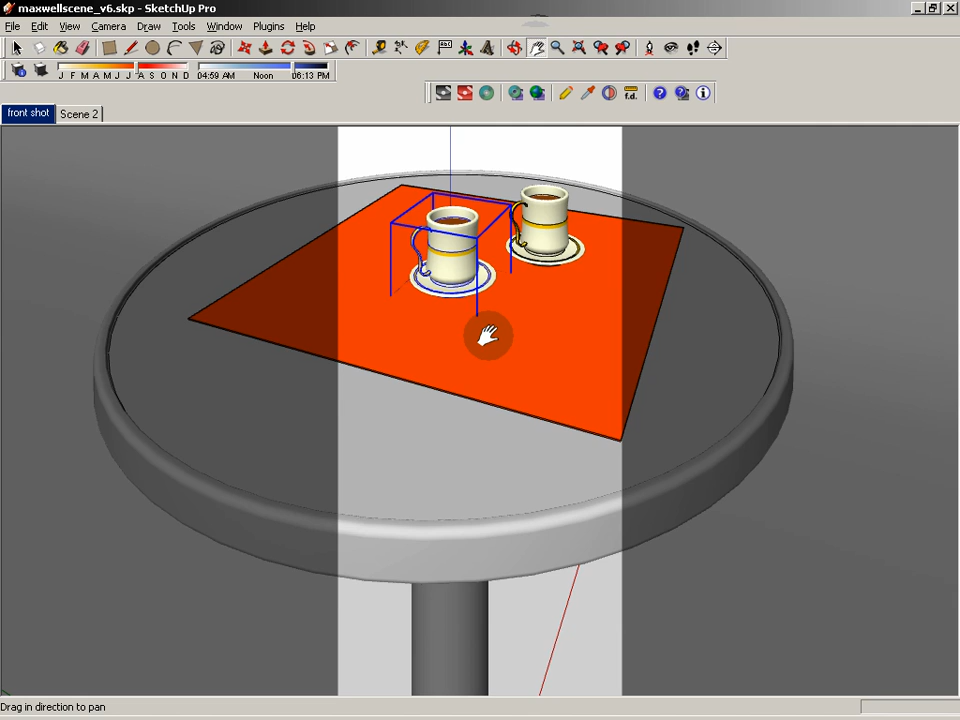 maxwellscene_v6.skp - SketchUp Pro
File Edit View Camera Draw Tools Window Plugins Help
J F M A M J J A S O N D 04:59 AM Noon 06:13 PM
f.d.
front shot Scene 2
Drag in direction to pan